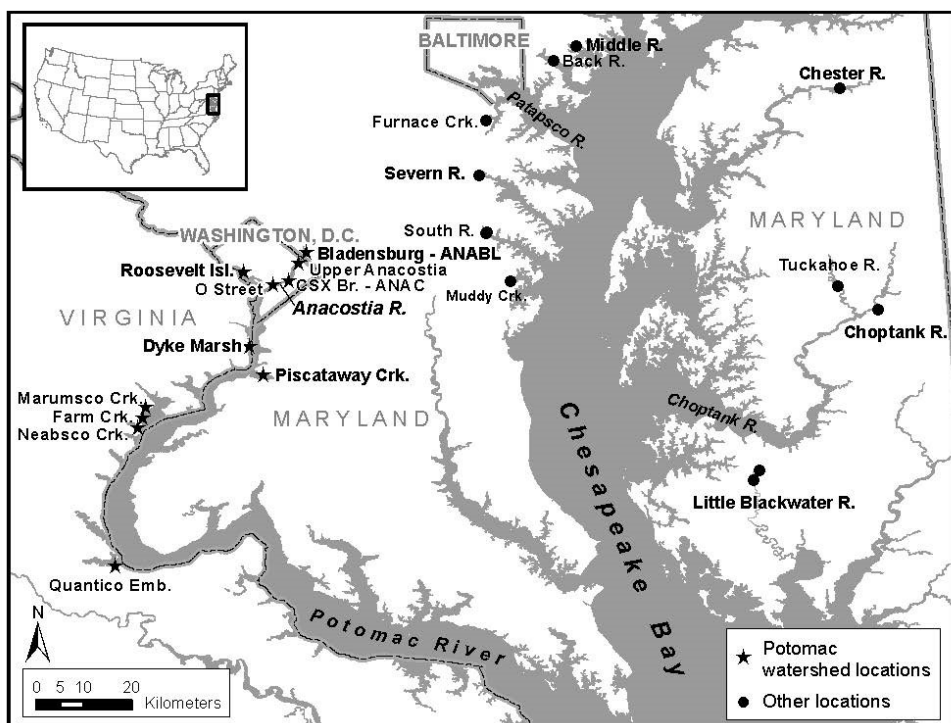 BALTIMORE
Middle R.
Back R.
Chester R.
Furnace Crk.
Patapsco R.
Severn R.
WASHINGTON, D.C.
South R.
MARYLAND
Bladensburg - ANABL
Roosevelt Isl.
Upper Anacostia
Tuckahoe R.
O Street
CSX Br. - ANAC
Muddy Crk.
Anacostia R.
VIRGINIA
Choptank R.
Dyke Marsh
Piscataway Crk.
Marumsco Crk.
Farm Crk.
MARYLAND
Choptank R.
Neabsco Crk.
Chesapeake Bay
Little Blackwater R.
Quantico Emb.
Potomac River
N
0 5 10 20
Kilometers
Potomac
watershed locations
Other locations